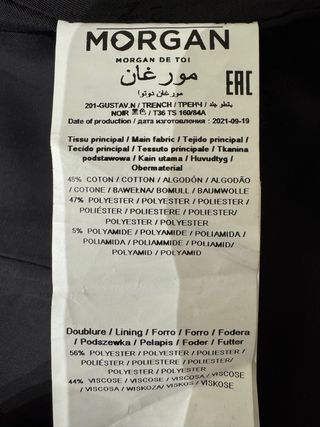 MORGAN
MORGAN DE TOI
مورغان
مورغان دوتوا
EAC
201-GUSTAV.N / TRENCH / ТРЕНЧ /
NOIR 黑色 / T36 TS 160/84A
Date of production / дата изготовления : 2021-09-19
Tissu principal / Main fabric / Tejido principal /
Tecido principal / Tessuto principale / Tkanina
podstawowa / Kain utama / Huvudtyg /
Obermaterial
48% COTON / COTTON / ALGODÓN / ALGODÃO
/ COTONE / BAWEŁNA/ BOMULL / BAUMWOLLE
47% POLYESTER / POLYESTER / POLIESTER /
POLIÉSTER / POLIESTERE / POLIESTER/
POLYESTER / POLYESTER
5% POLYAMIDE / POLYAMIDE / POLIAMIDA /
POLIAMIDA / POLIAMMIDE / POLIAMID/
POLYAMID / POLYAMID
Doublure / Lining / Forro / Forro / Fodera
/ Podszewka / Pelapis / Foder / Futter
56% POLYESTER / POLYESTER / POLIESTER /
POLIÉSTER / POLIESTERE / POLIESTER/
POLYESTER / POLYESTER
44% VISCOSE / VISCOSE / VISCOSA / VISCOSE
/ VISCOSA / WISKOZA/ VISKOS / VISKOSE